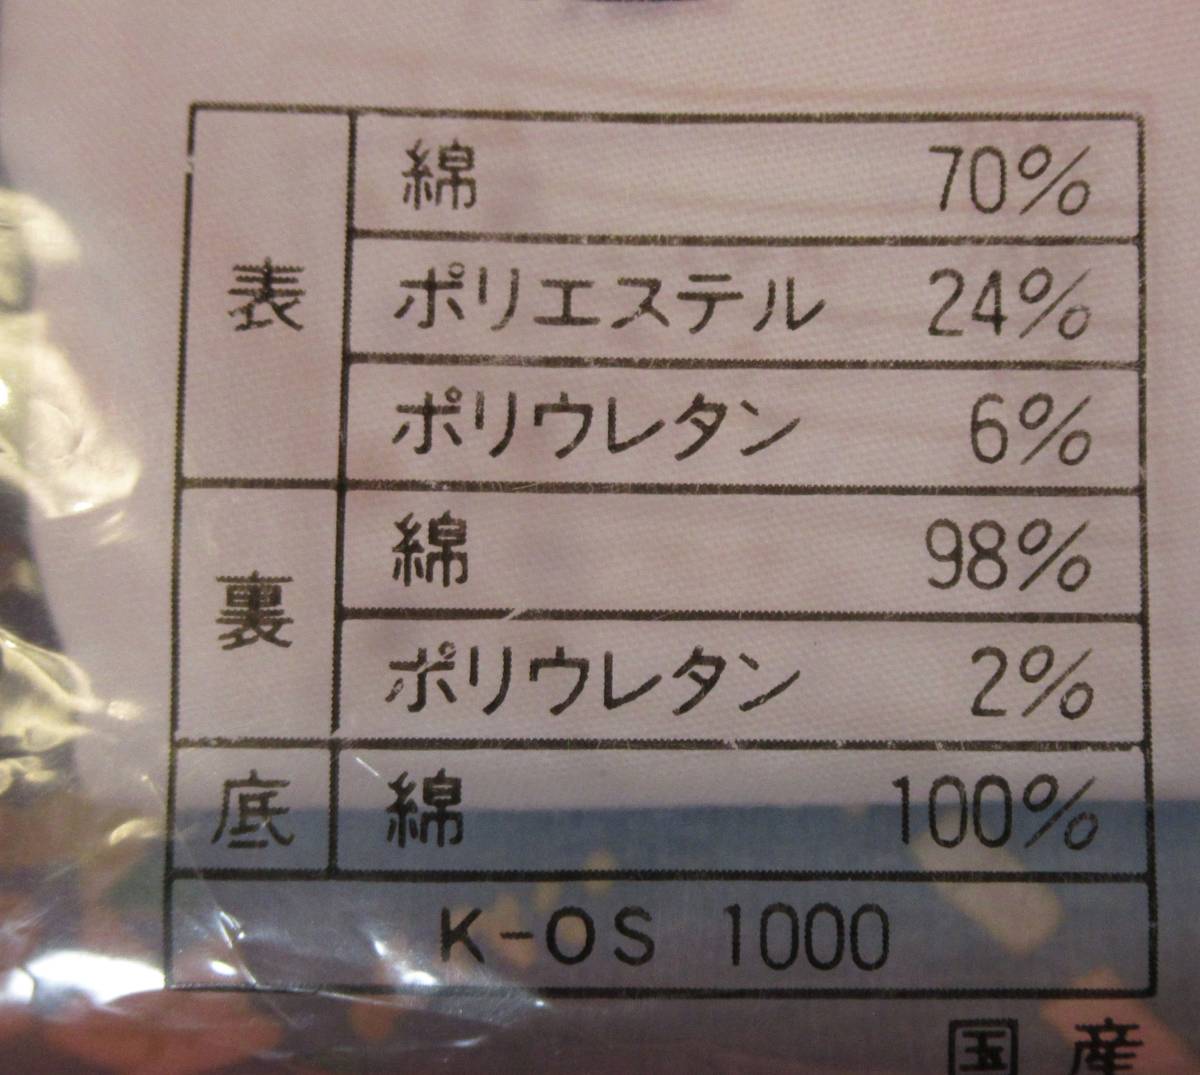 表
綿 70%
ポリエステル 24%
ポリウレタン 6%
裏
綿 98%
ポリウレタン 2%
底
綿 100%
K-OS 1000
国産